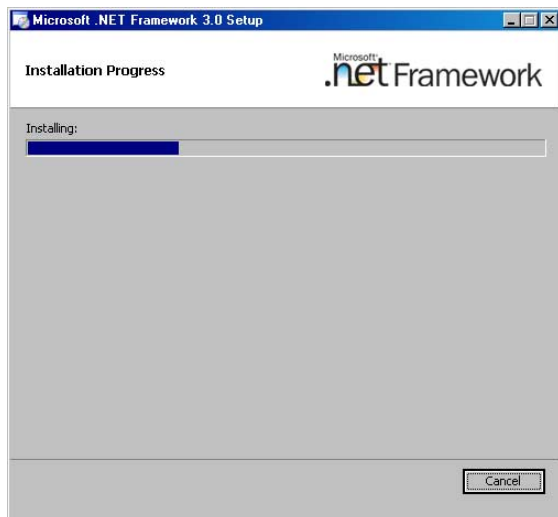 Microsoft .NET Framework 3.0 Setup
Installation Progress
Microsoft
.net Framework
Installing:
Cancel